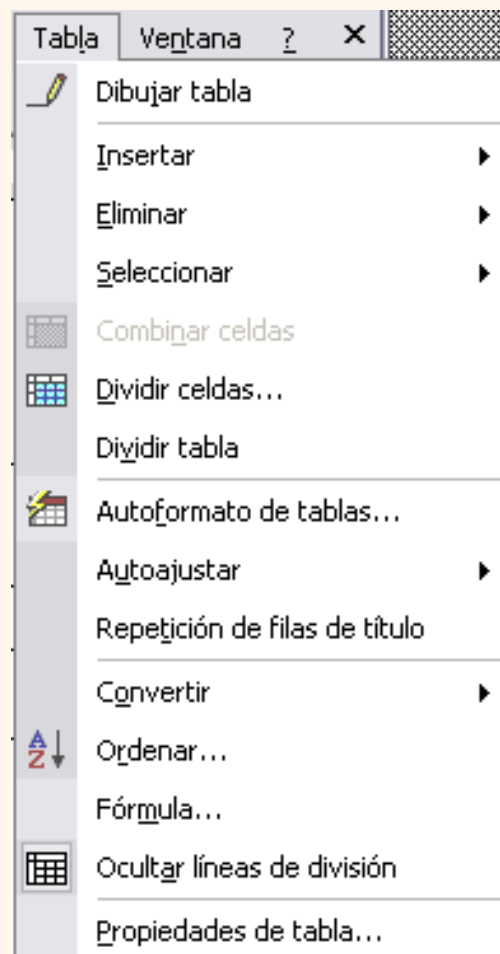 Tabla Ventana ?
Dibujar tabla
Insertar
Eliminar
Seleccionar
Combinar celdas
Dividir celdas...
Dividir tabla
Autoformato de tablas...
Autoajustar
Repetición de filas de título
Convertir
AZ Ordenar...
Fórmula...
Ocultar líneas de división
Propiedades de tabla...